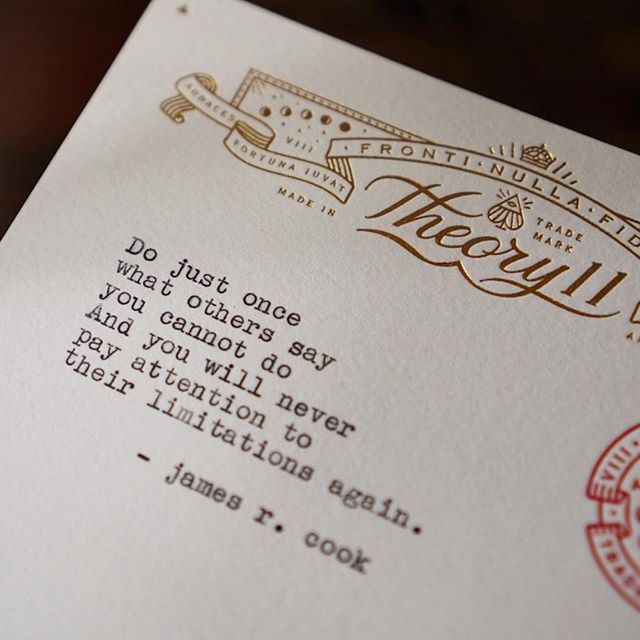 AUDACES
VIII
FORTUNA IUVAT
MADE IN
FRONTI · NULLA
Theory11
TRADE
MARK
Do just once
what others say
you cannot do
And you will never
pay attention to
their limitations again.
- james r. cook
VIII